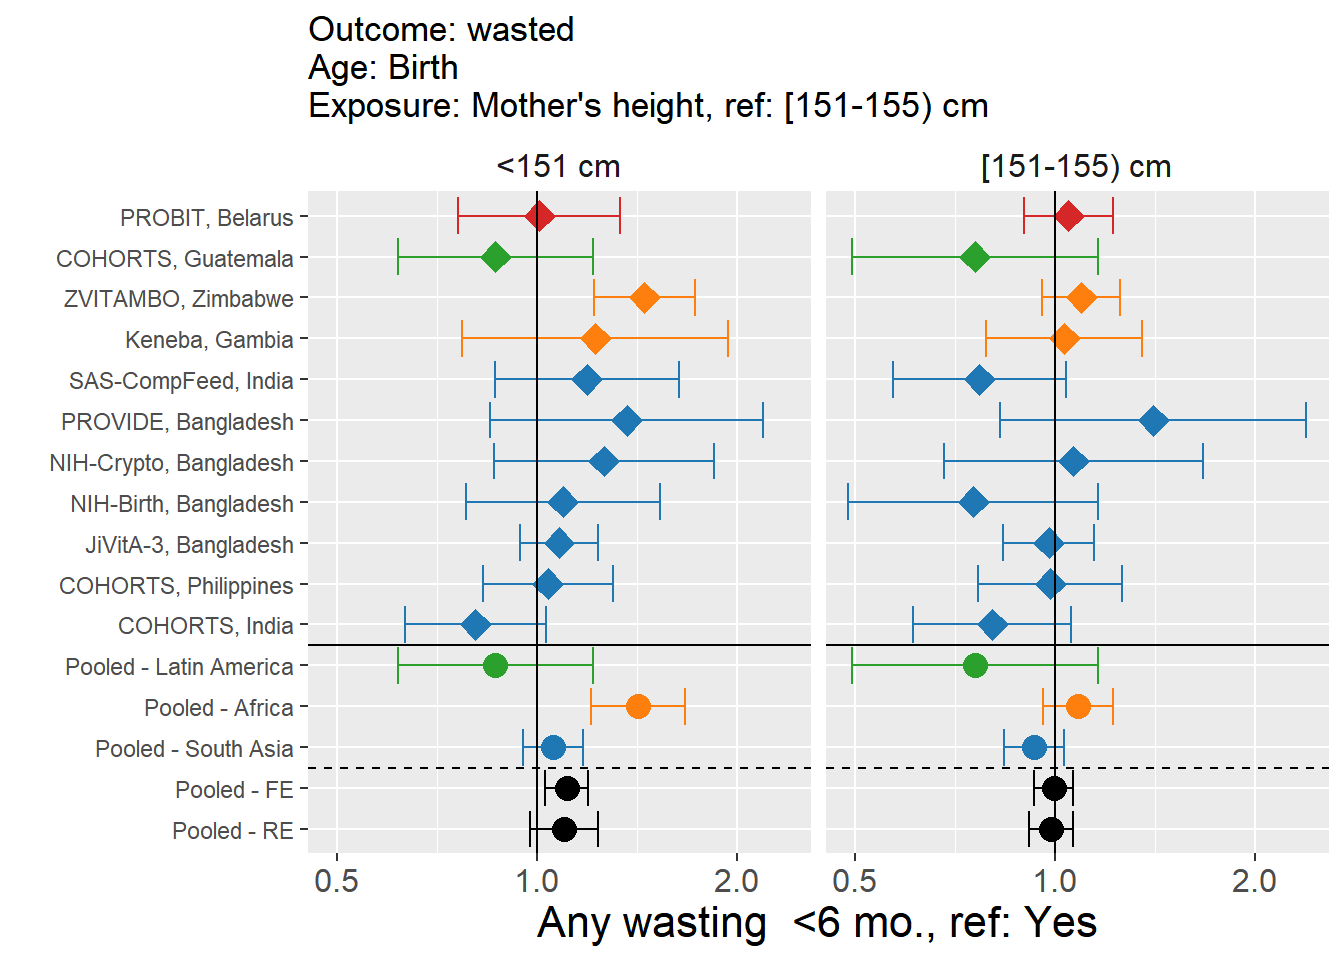 Outcome: wasted
Age: Birth
Exposure: Mother's height, ref: [151-155) cm
<151 cm
[151-155) cm
PROBIT, Belarus
COHORTS, Guatemala
ZVITAMBO, Zimbabwe
Keneba, Gambia
SAS-CompFeed, India
PROVIDE, Bangladesh
NIH-Crypto, Bangladesh
NIH-Birth, Bangladesh
JiVitA-3, Bangladesh
COHORTS, Philippines
COHORTS, India
Pooled - Latin America
Pooled - Africa
Pooled - South Asia
Pooled - FE
Pooled - RE
0.5 1.0 2.0 0.5 1.0 2.0
Any wasting  <6 mo., ref: Yes